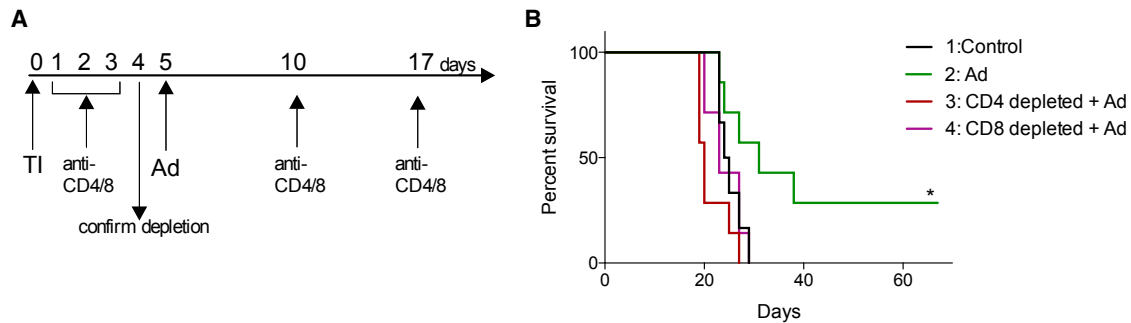 A
0 1 2 3 4 5 10 17 days
TI
anti-
CD4/8
Ad
anti-
CD4/8
anti-
CD4/8
confirm depletion
B
Percent survival
100
50
0
0 20 40 60
Days
*
1:Control
2: Ad
3: CD4 depleted + Ad
4: CD8 depleted + Ad